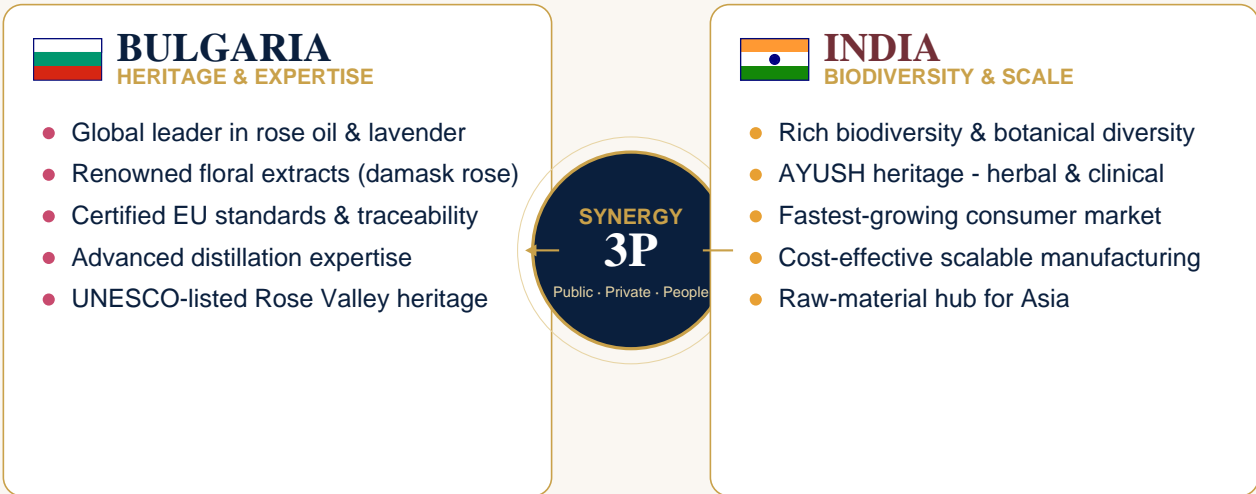 BULGARIA
HERITAGE & EXPERTISE
Global leader in rose oil & lavender
Renowned floral extracts (damask rose)
Certified EU standards & traceability
Advanced distillation expertise
UNESCO-listed Rose Valley heritage
SYNERGY
3P
Public · Private · People
INDIA
BIODIVERSITY & SCALE
Rich biodiversity & botanical diversity
AYUSH heritage - herbal & clinical
Fastest-growing consumer market
Cost-effective scalable manufacturing
Raw-material hub for Asia